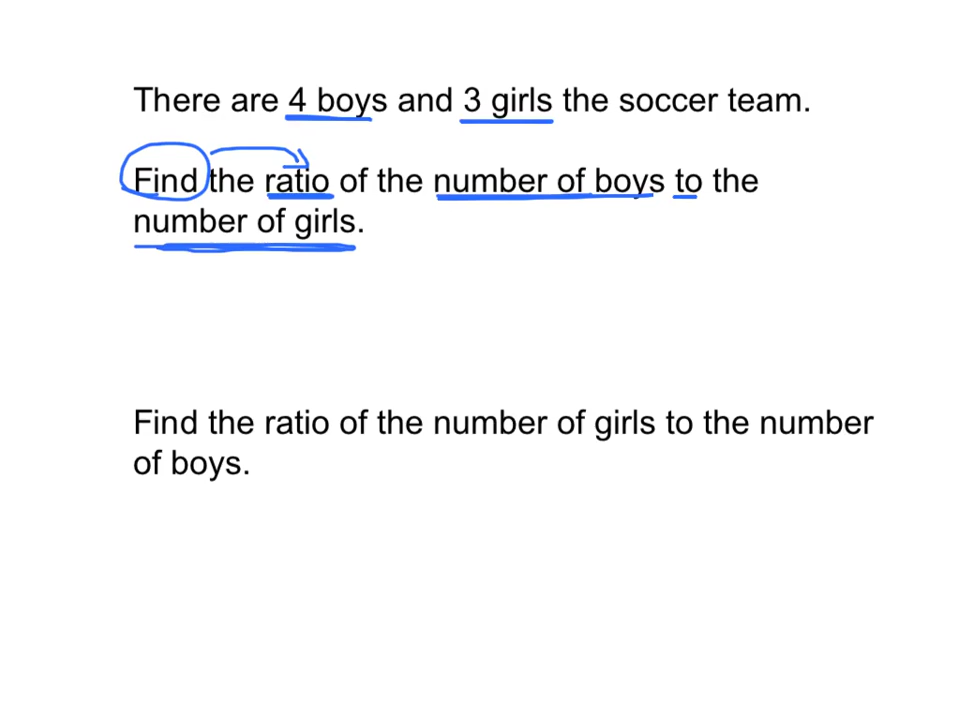 There are 4 boys and 3 girls the soccer team.
Find the ratio of the number of boys to the
number of girls.
Find the ratio of the number of girls to the number
of boys.